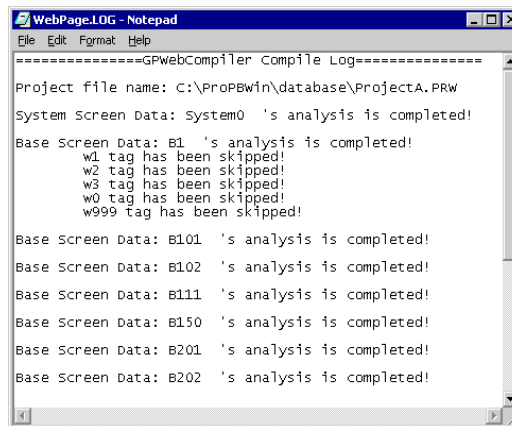 WebPage.LOG - Notepad
File Edit Format Help
===============GPWebCompiler Compile Log===============
Project file name: C:\ProPBWin\database\ProjectA.PRW
System Screen Data: System0 's analysis is completed!
Base Screen Data: B1 's analysis is completed!
w1 tag has been skipped!
w2 tag has been skipped!
w3 tag has been skipped!
w0 tag has been skipped!
w999 tag has been skipped!
Base Screen Data: B101 's analysis is completed!
Base Screen Data: B102 's analysis is completed!
Base Screen Data: B111 's analysis is completed!
Base Screen Data: B150 's analysis is completed!
Base Screen Data: B201 's analysis is completed!
Base Screen Data: B202 's analysis is completed!